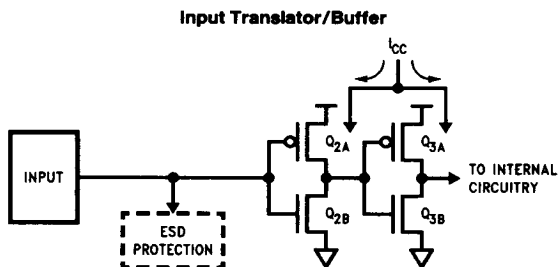 Input Translator/Buffer
ICC
Q2A
Q3A
INPUT
TO INTERNAL
CIRCUITRY
Q2B
Q3B
ESD
PROTECTION